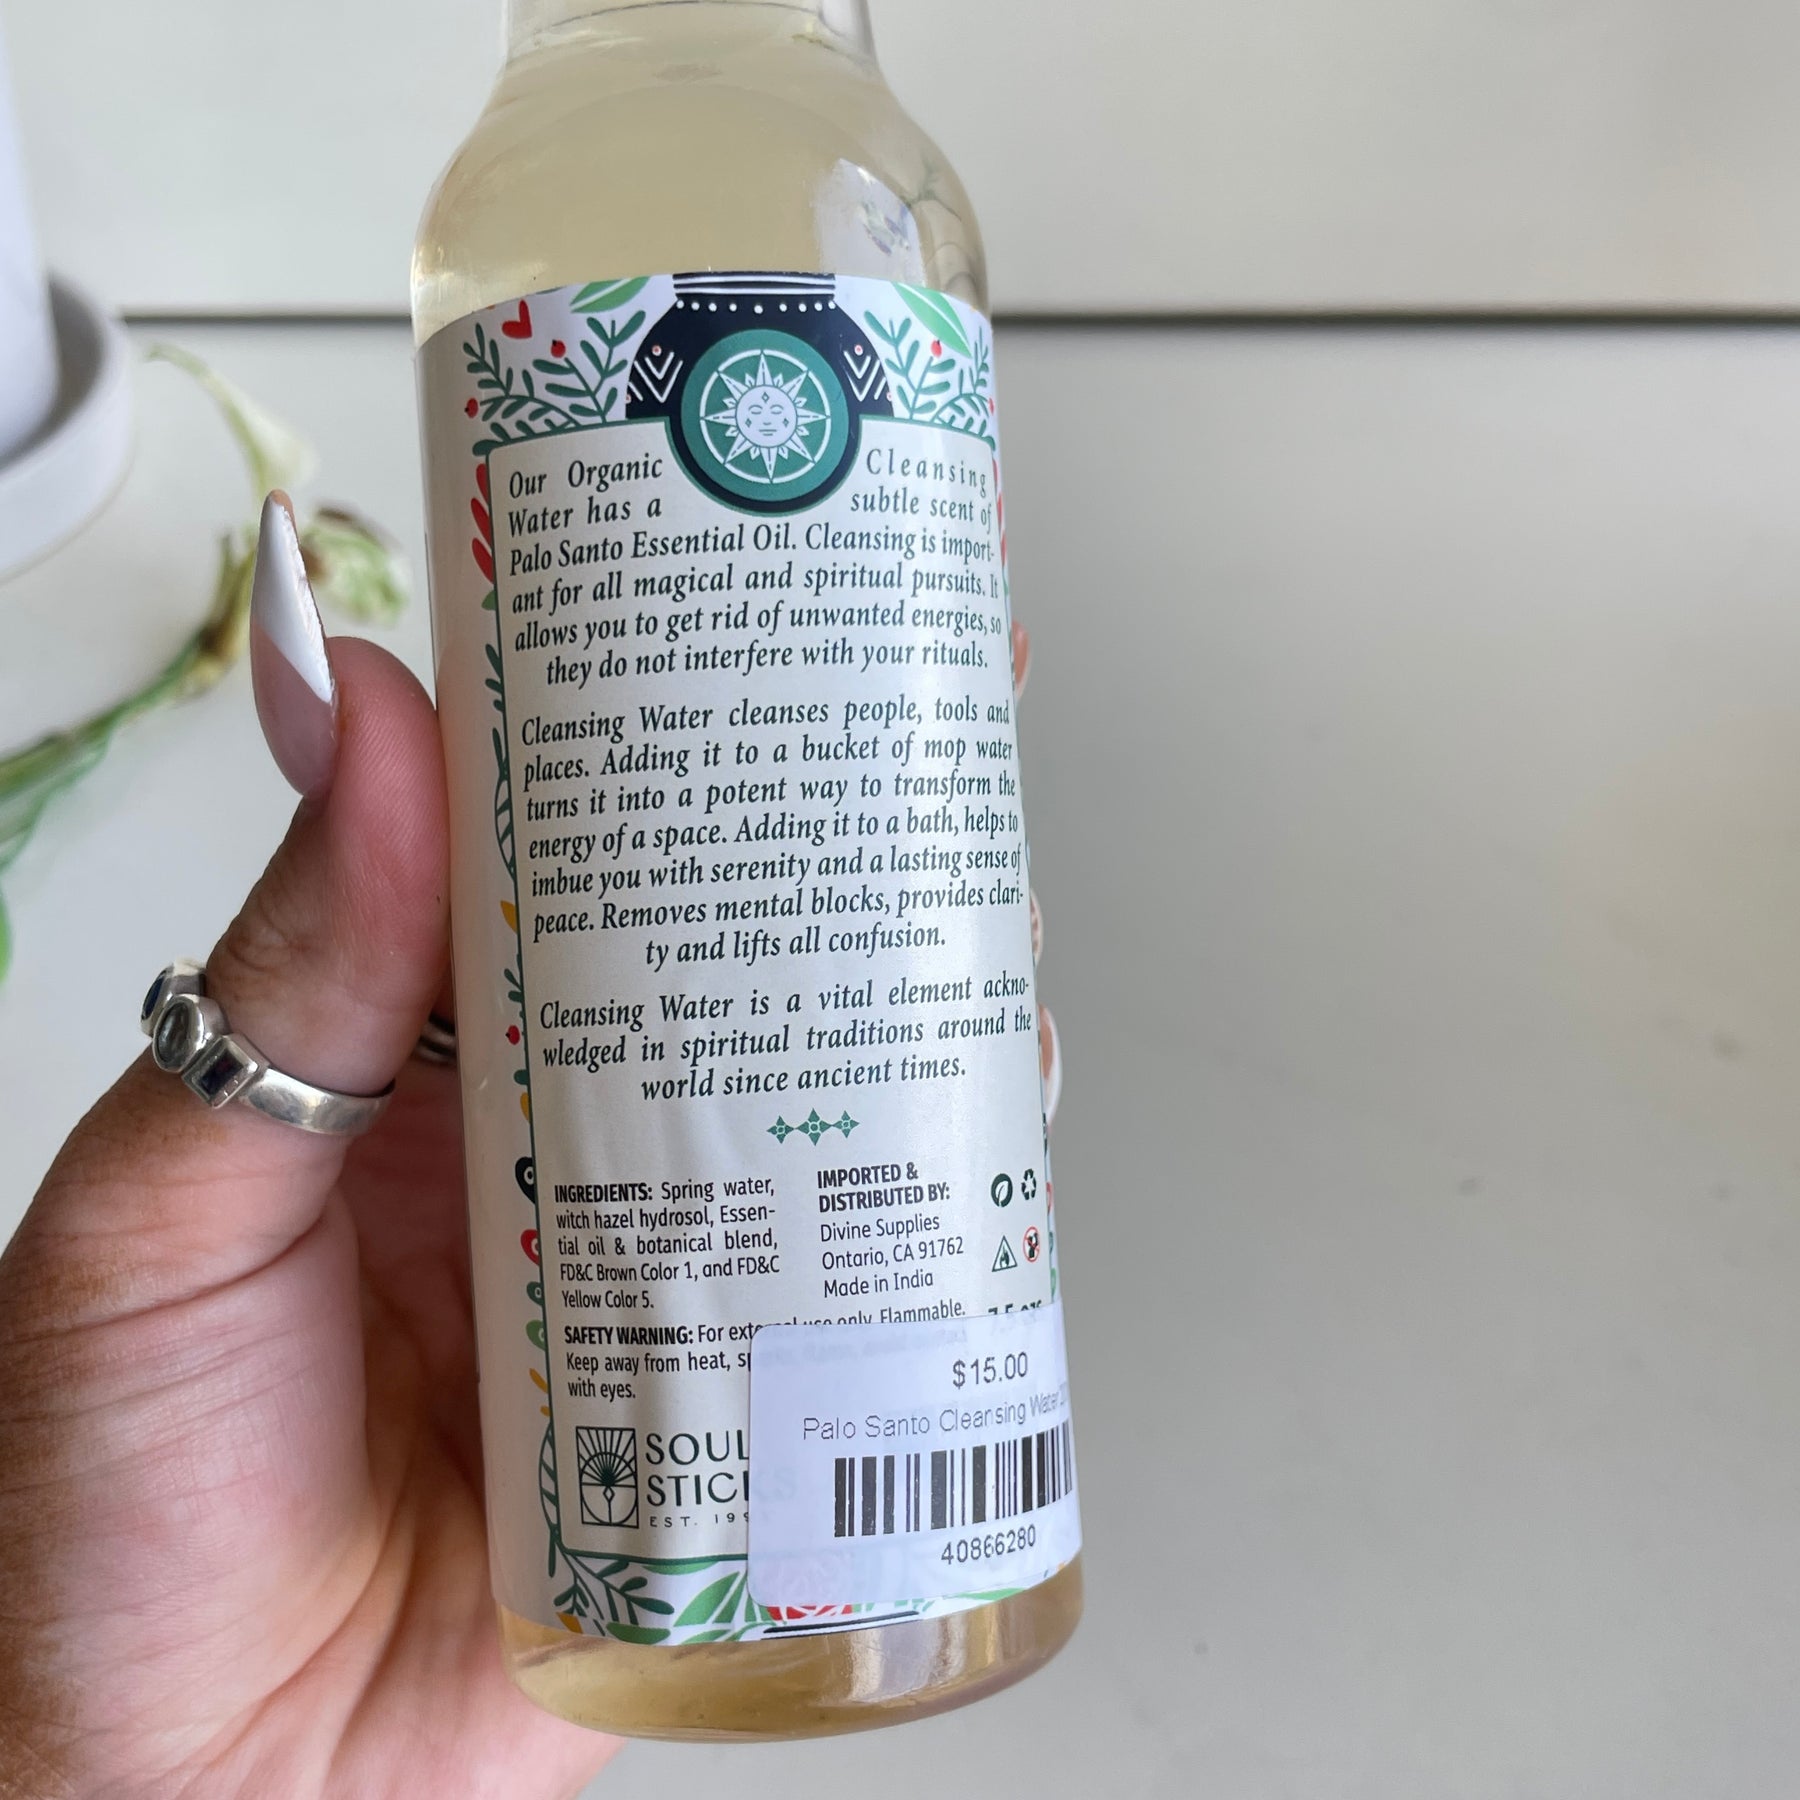 Our Organic Cleansing
Water has a subtle scent of
Palo Santo Essential Oil. Cleansing is import-
ant for all magical and spiritual pursuits. It
allows you to get rid of unwanted energies, so
they do not interfere with your rituals.
Cleansing Water cleanses people, tools and
places. Adding it to a bucket of mop water
turns it into a potent way to transform the
energy of a space. Adding it to a bath, helps to
imbue you with serenity and a lasting sense of
peace. Removes mental blocks, provides clari-
ty and lifts all confusion.
Cleansing Water is a vital element ackno-
wledged in spiritual traditions around the
world since ancient times.
INGREDIENTS: Spring water,
witch hazel hydrosol, Essen-
tial oil & botanical blend,
FD&C Brown Color 1, and FD&C
Yellow Color 5.
IMPORTED &
DISTRIBUTED BY:
Divine Supplies
Ontario, CA 91762
Made in India
SAFETY WARNING: For external use only. Flammable.
Keep away from heat,
with eyes.
SOUL
STICKS
EST.
$15.00
Palo Santo Cleansing Water
40866280